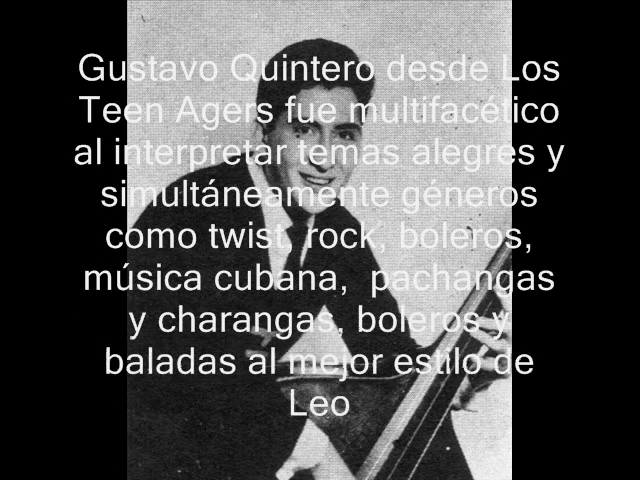 Gustavo Quintero desde Los
Teen Agers fue multifacético
al interpretar temas alegres y
simultáneamente géneros
como twist, rock, boleros,
música cubana,  pachangas
y charangas, boleros y
baladas al mejor estilo de
Leo